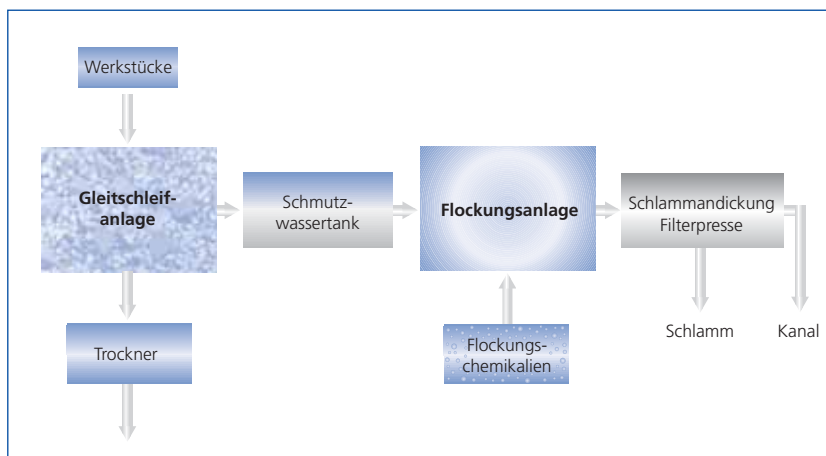 Werkstücke
Gleitschleif-
anlage
Schmutz-
wassertank
Flockungsanlage
Schlammandickung
Filterpresse
Trockner
Flockungs-
chemikalien
Schlamm
Kanal